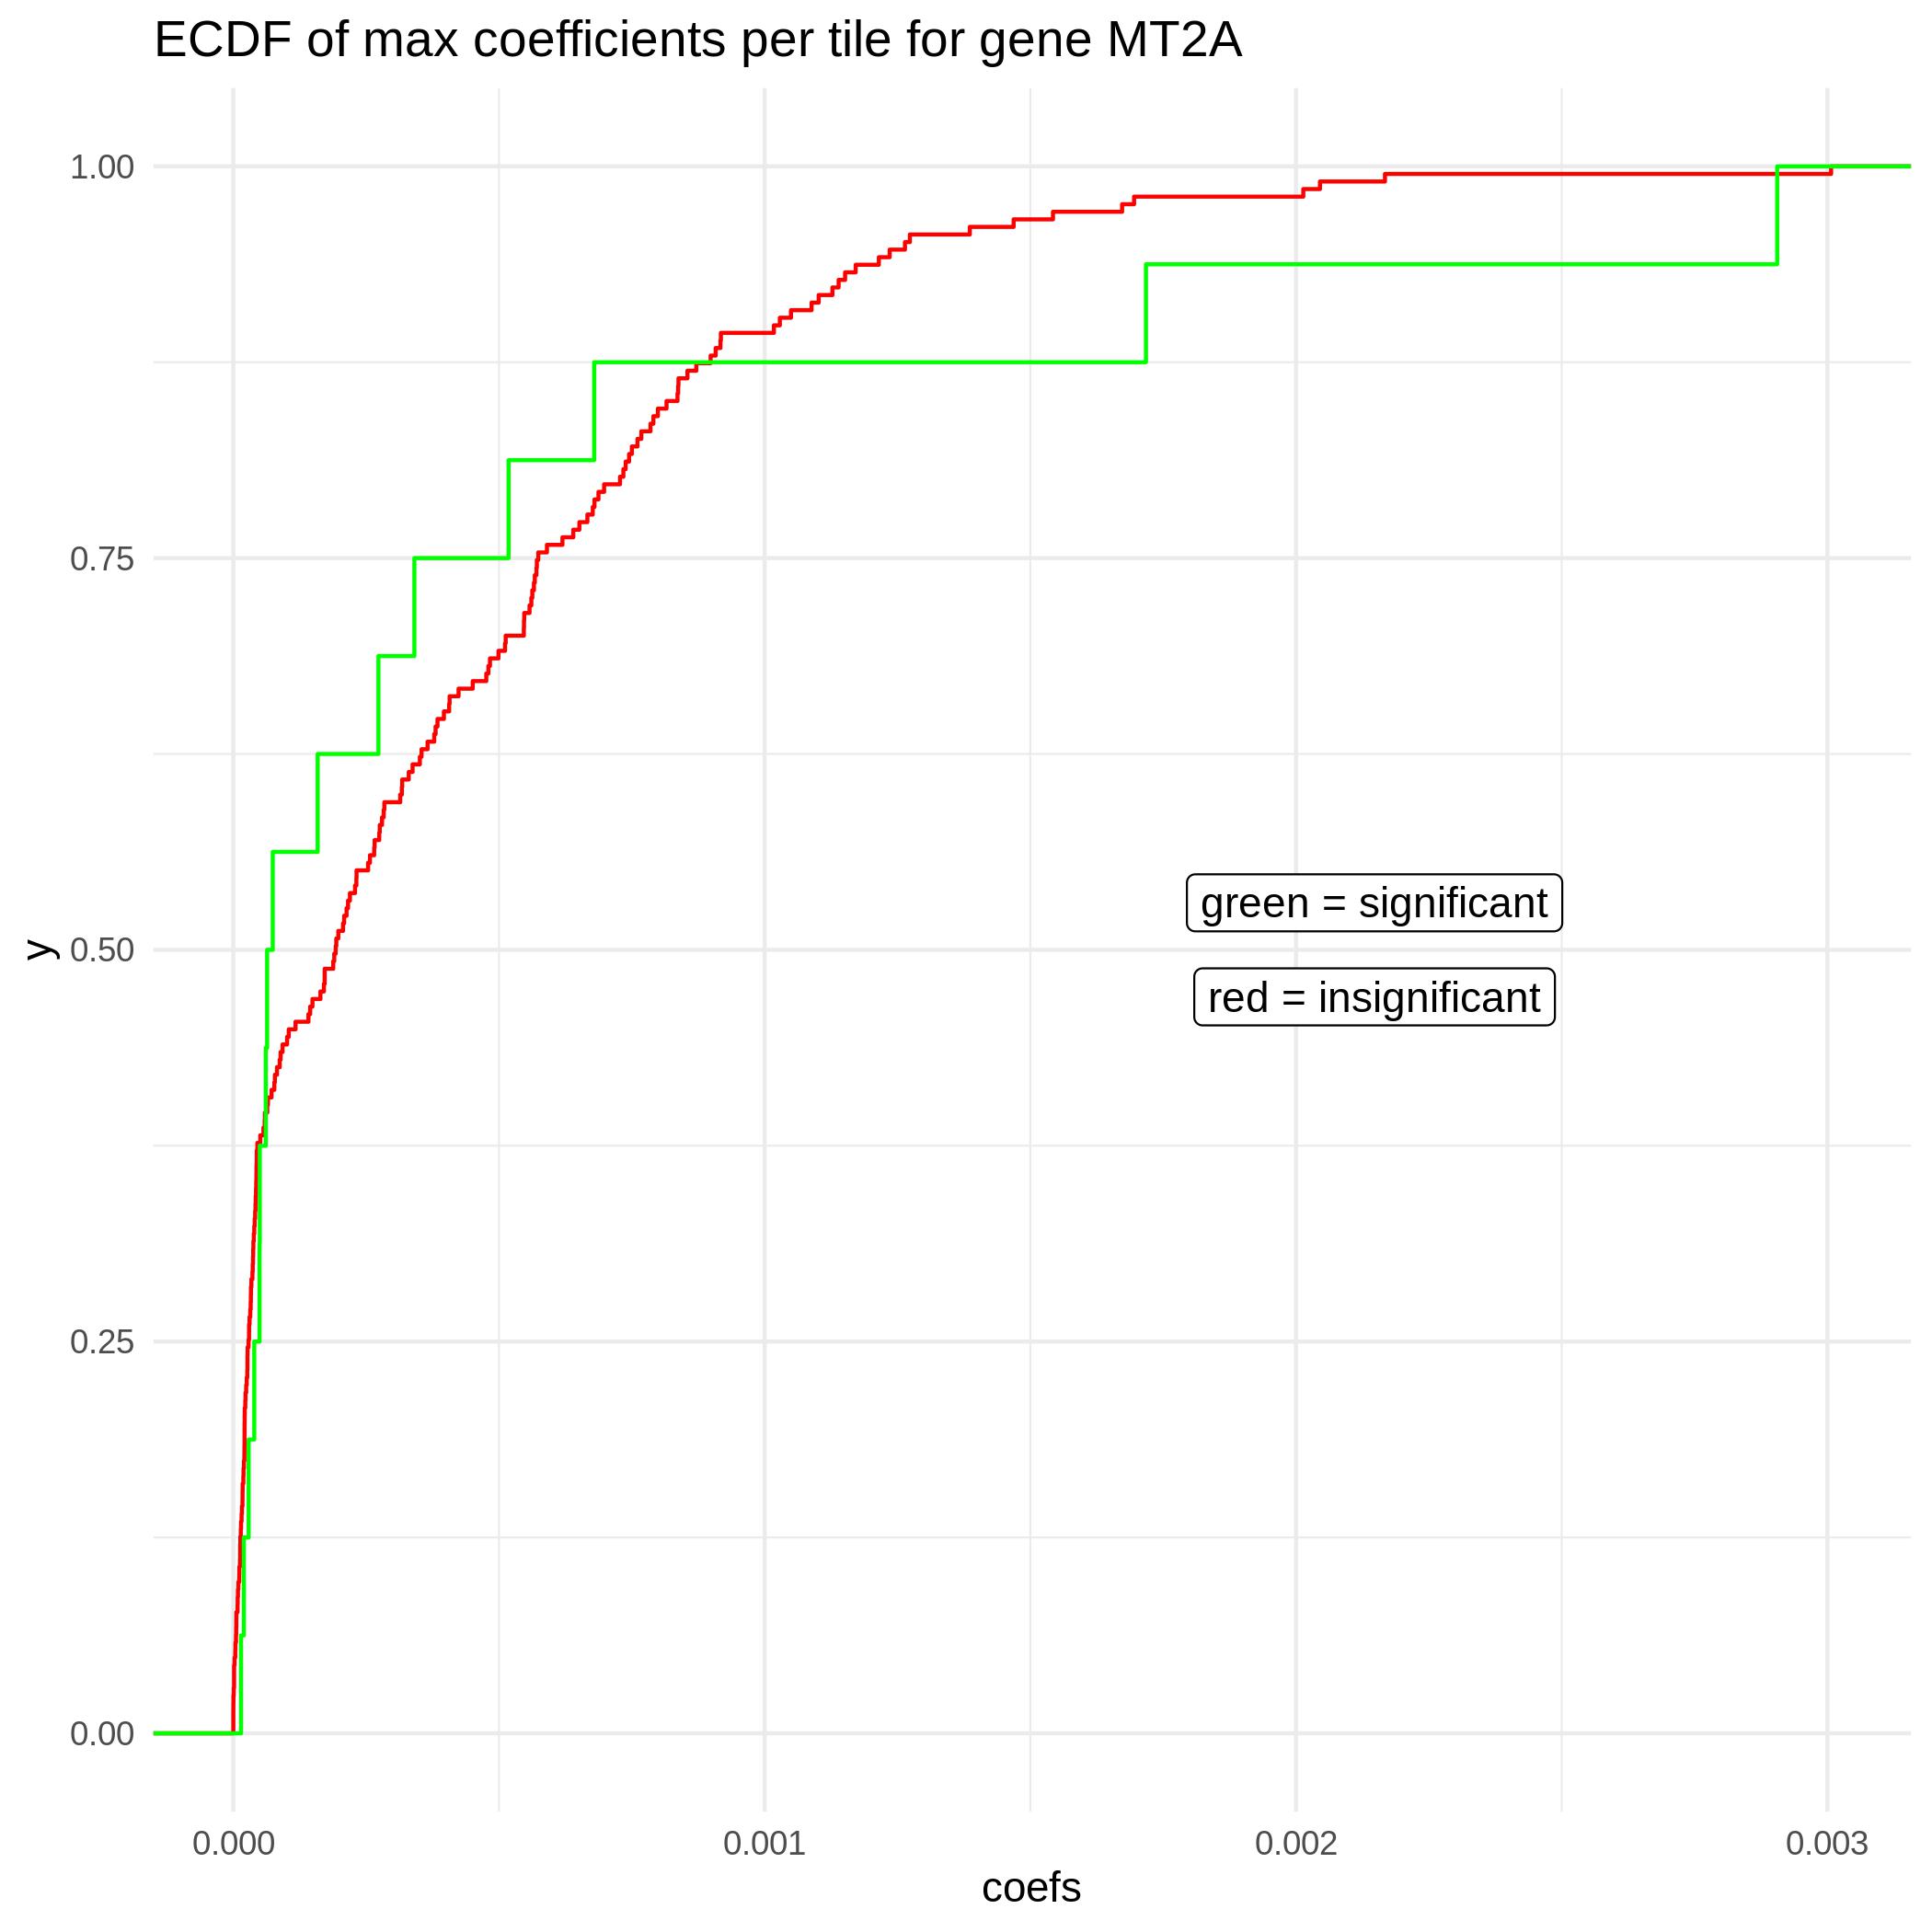 ECDF of max coefficients per tile for gene MT2A
1.00
0.75
0.50
0.25
0.00
y
green = significant
red = insignificant
0.000 0.001 0.002 0.003
coefs